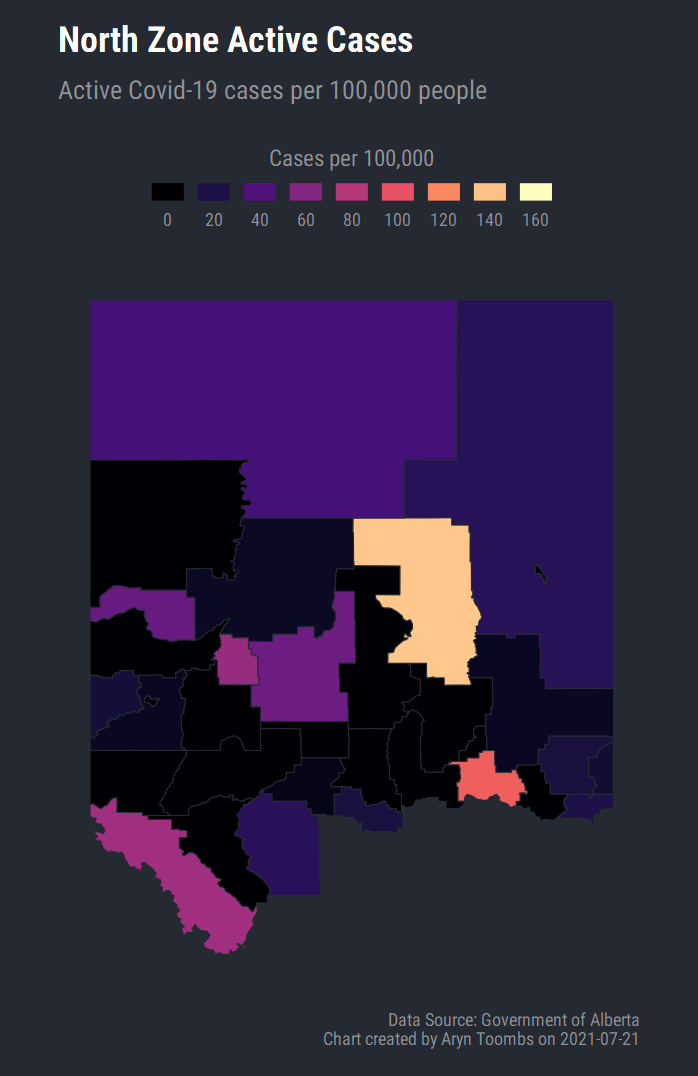 North Zone Active Cases
Active Covid-19 cases per 100,000 people
Cases per 100,000
0 20 40 60 80 100 120 140 160
Data Source: Government of Alberta
Chart created by Aryn Toombs on 2021-07-21